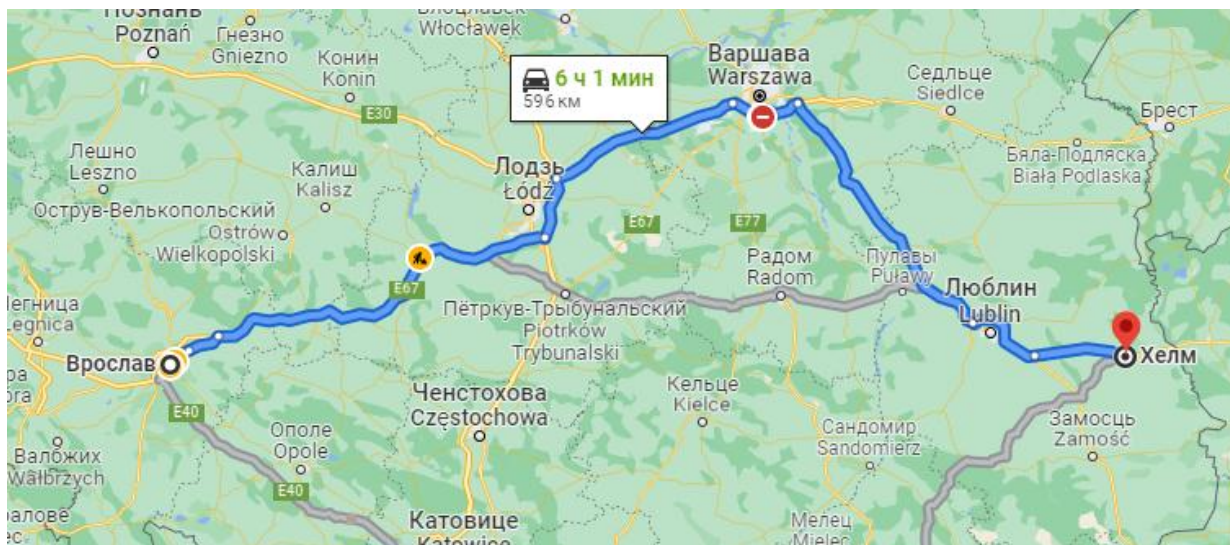 Познань
Poznań
Гнезно
Gniezno
Влоцлавек
Włocławek
Конин
Konin
E30
6 ч 1 мин
596 км
Варшава
Warszawa
Седльце
Siedlce
Брест
Бяла-Подляска
Biała Podlaska
Лешно
Leszno
Калиш
Kalisz
Лодзь
Łódź
Острув-Велькопольский
Ostrów
Wielkopolski
E67
E77
E67
Радом
Radom
Пулавы
Puławy
Люблин
Lublin
Легница
Legnica
Пётркув-Трыбунальский
Piotrków
Trybunalski
Врослав
Хелм
Ченстохова
Częstochowa
Кельце
Kielce
Замосць
Zamość
Сандомир
Sandomierz
E40
Ополе
Opole
E40
Валбжих
Wałbrzych
Катовице
Katowice
Мелец
Mielec